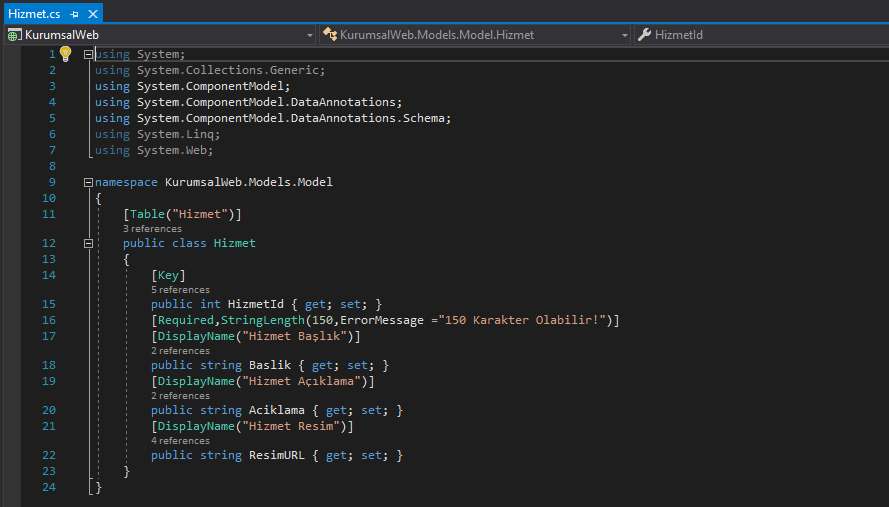 Hizmet.cs
KurumsalWeb KurumsalWeb.Models.Model.Hizmet HizmetId
1 using System;
2 using System.Collections.Generic;
3 using System.ComponentModel;
4 using System.ComponentModel.DataAnnotations;
5 using System.ComponentModel.DataAnnotations.Schema;
6 using System.Linq;
7 using System.Web;
8
9 namespace KurumsalWeb.Models.Model
10 {
11 [Table("Hizmet")]
3 references
12 public class Hizmet
13 {
14 [Key]
5 references
15 public int HizmetId { get; set; }
16 [Required,StringLength(150,ErrorMessage ="150 Karakter Olabilir!")]
17 [DisplayName("Hizmet Başlık")]
2 references
18 public string Baslik { get; set; }
19 [DisplayName("Hizmet Açıklama")]
2 references
20 public string Aciklama { get; set; }
21 [DisplayName("Hizmet Resim")]
4 references
22 public string ResimURL { get; set; }
23 }
24 }